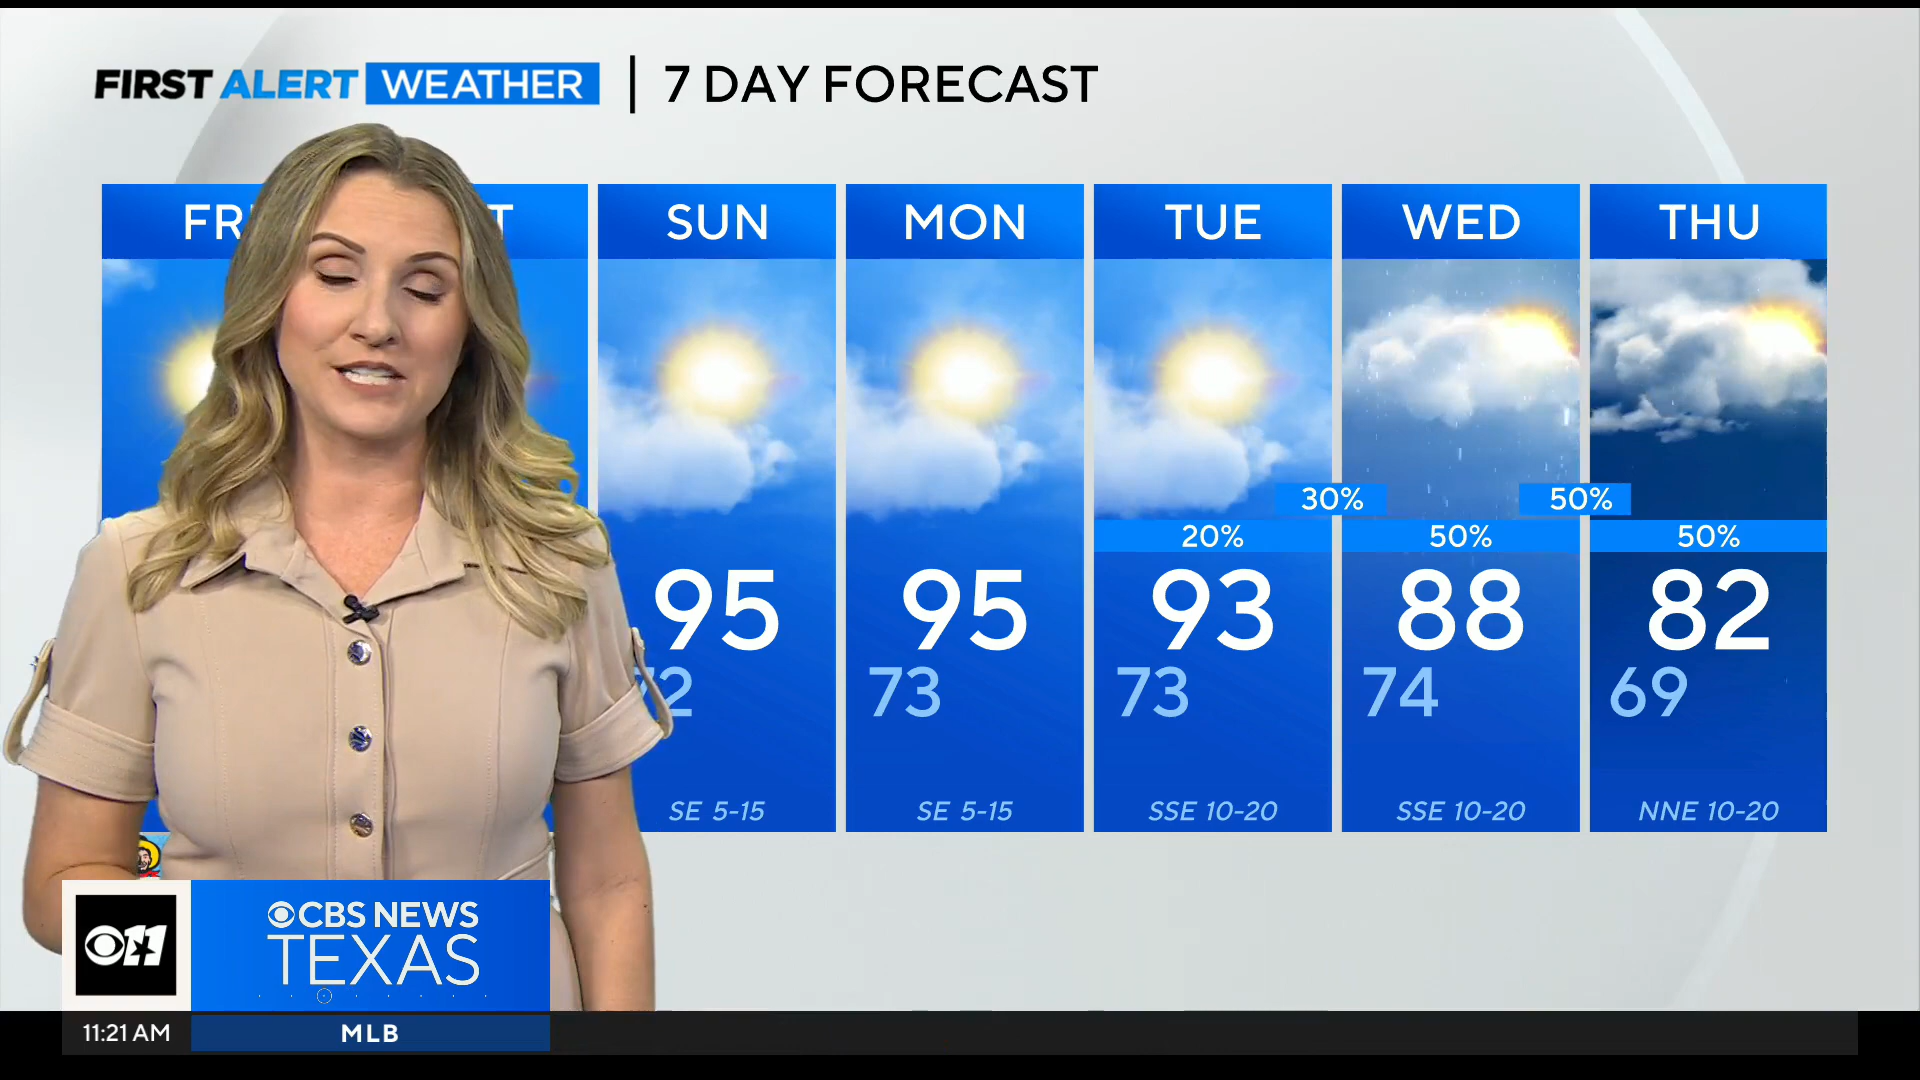 FIRST ALERT WEATHER | 7 DAY FORECAST
SUN MON TUE WED THU
30% 50%
20% 50% 50%
95 95 93 88 82
73 73 74 69
SE 5-15 SE 5-15 SSE 10-20 SSE 10-20 NNE 10-20
11 CBS NEWS
TEXAS
11:21 AM MLB